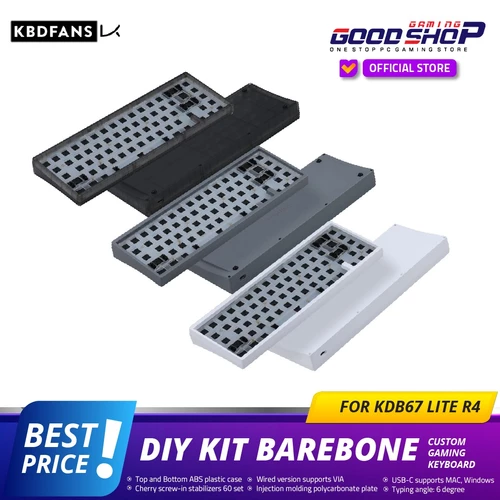 KBDFANS
GAMING
GOODSHOP
ONE STOP PC GAMING STORE
OFFICIAL STORE
FOR KDB67 LITE R4
BEST
PRICE!
DIY KIT BAREBONE
CUSTOM
GAMING
KEYBOARD
• Top and Bottom ABS plastic case
• Cherry screw-in stabilizers 60 set
• Wired version supports VIA
• Injection molding polycarbonate plate
• USB-C supports MAC, Windows
• Typing angle: 6 degree